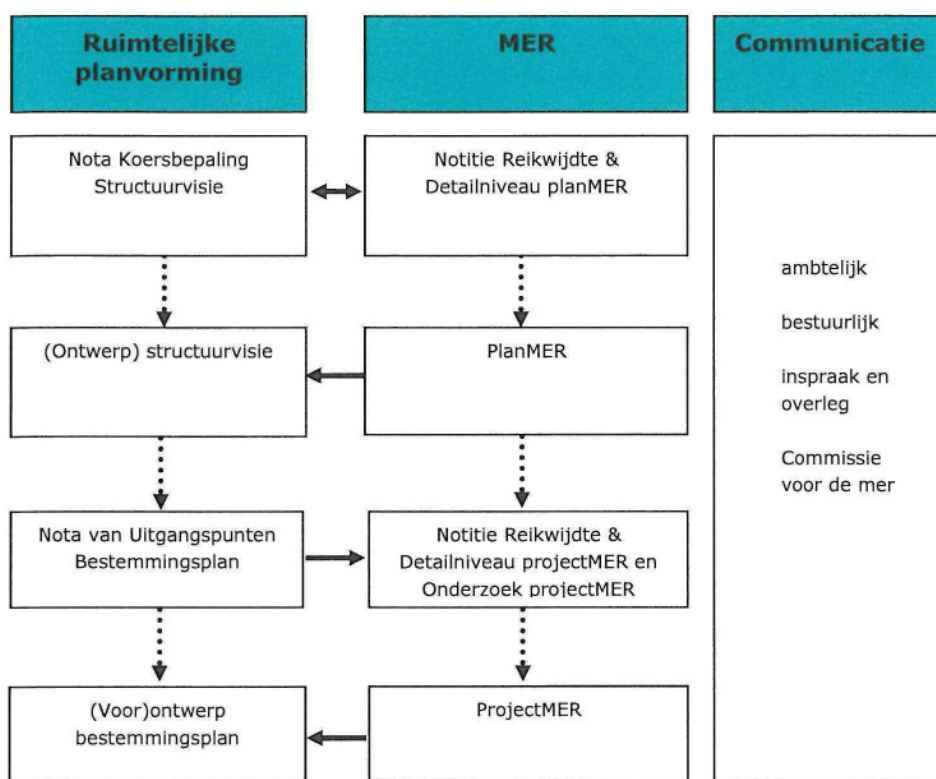 Ruimtelijke
planvorming
MER
Communicatie
Nota Koersbepaling
Structuurvisie
Notitie Reikwijdte &
Detailniveau planMER
(Ontwerp) structuurvisie
PlanMER
Nota van Uitgangspunten
Bestemmingsplan
Notitie Reikwijdte &
Detailniveau projectMER en
Onderzoek projectMER
(Voor)ontwerp
bestemmingsplan
ProjectMER
ambtelijk
bestuurlijk
inspraak en
overleg
Commissie
voor de mer